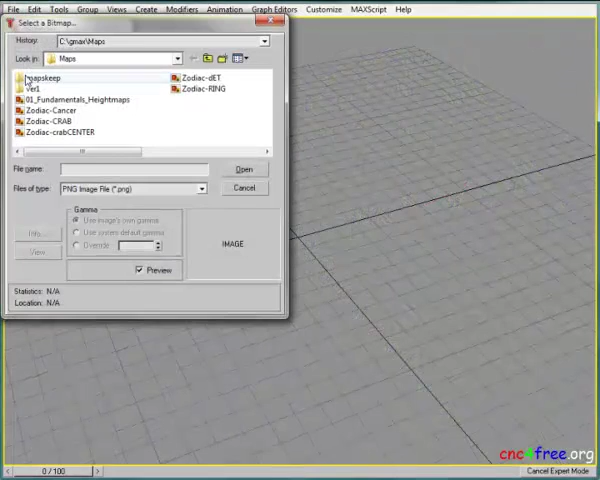 File Edit Tools Group Views Create Modifiers Animation Graph Editors Customize MAXScript Help
Select a Bitmap...
History: C:\gmax\Maps
Look in: Maps
mapskeep
ver1
01_Fundamentals_Heightmaps
Zodiac-Cancer
Zodiac-CRAB
Zodiac-crabCENTER
Zodiac-dET
Zodiac-RING
File name: Open
Files of type: PNG Image File (*.png) Cancel
Gamma
Use image's own gamma
Use system default gamma
Override
Info...
View
IMAGE
Preview
Statistics: N/A
Location: N/A
cnc4free.org
< 0 / 100 > Cancel Expert Mode